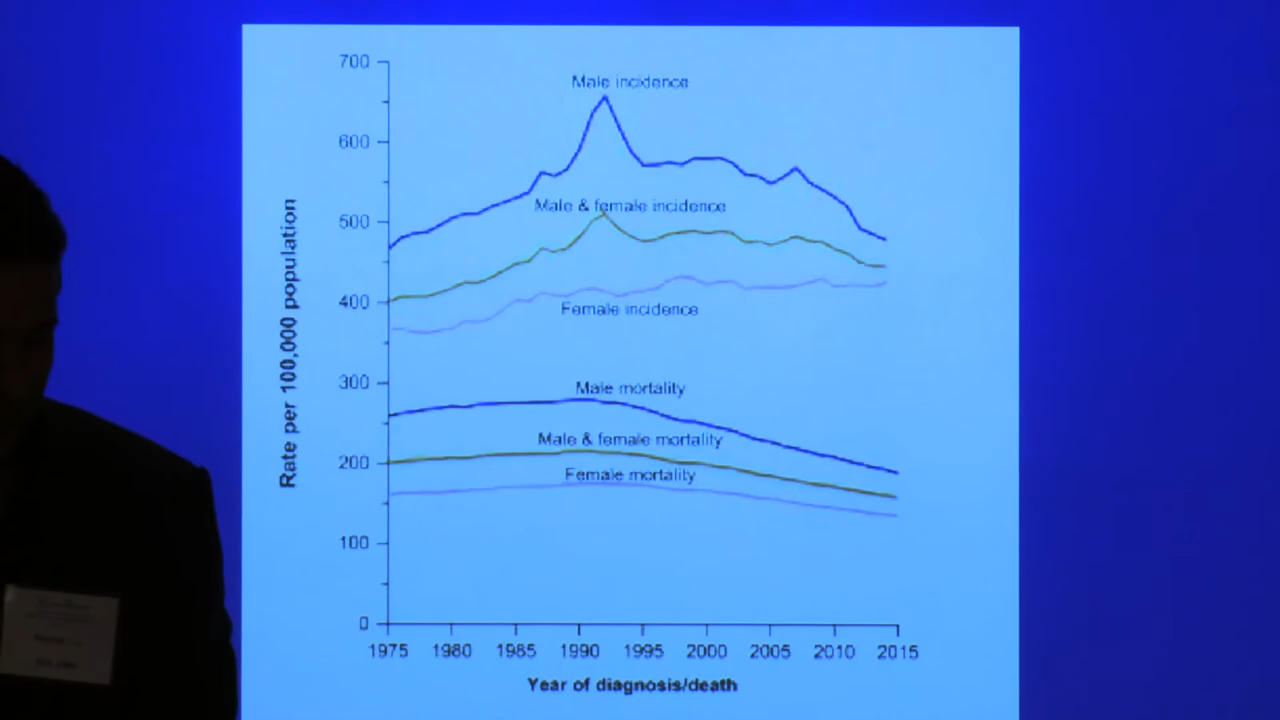 700
600
500
400
300
200
100
0
Rate per 100,000 population
Male incidence
Male & female incidence
Female incidence
Male mortality
Male & female mortality
Female mortality
1975 1980 1985 1990 1995 2000 2005 2010 2015
Year of diagnosis/death